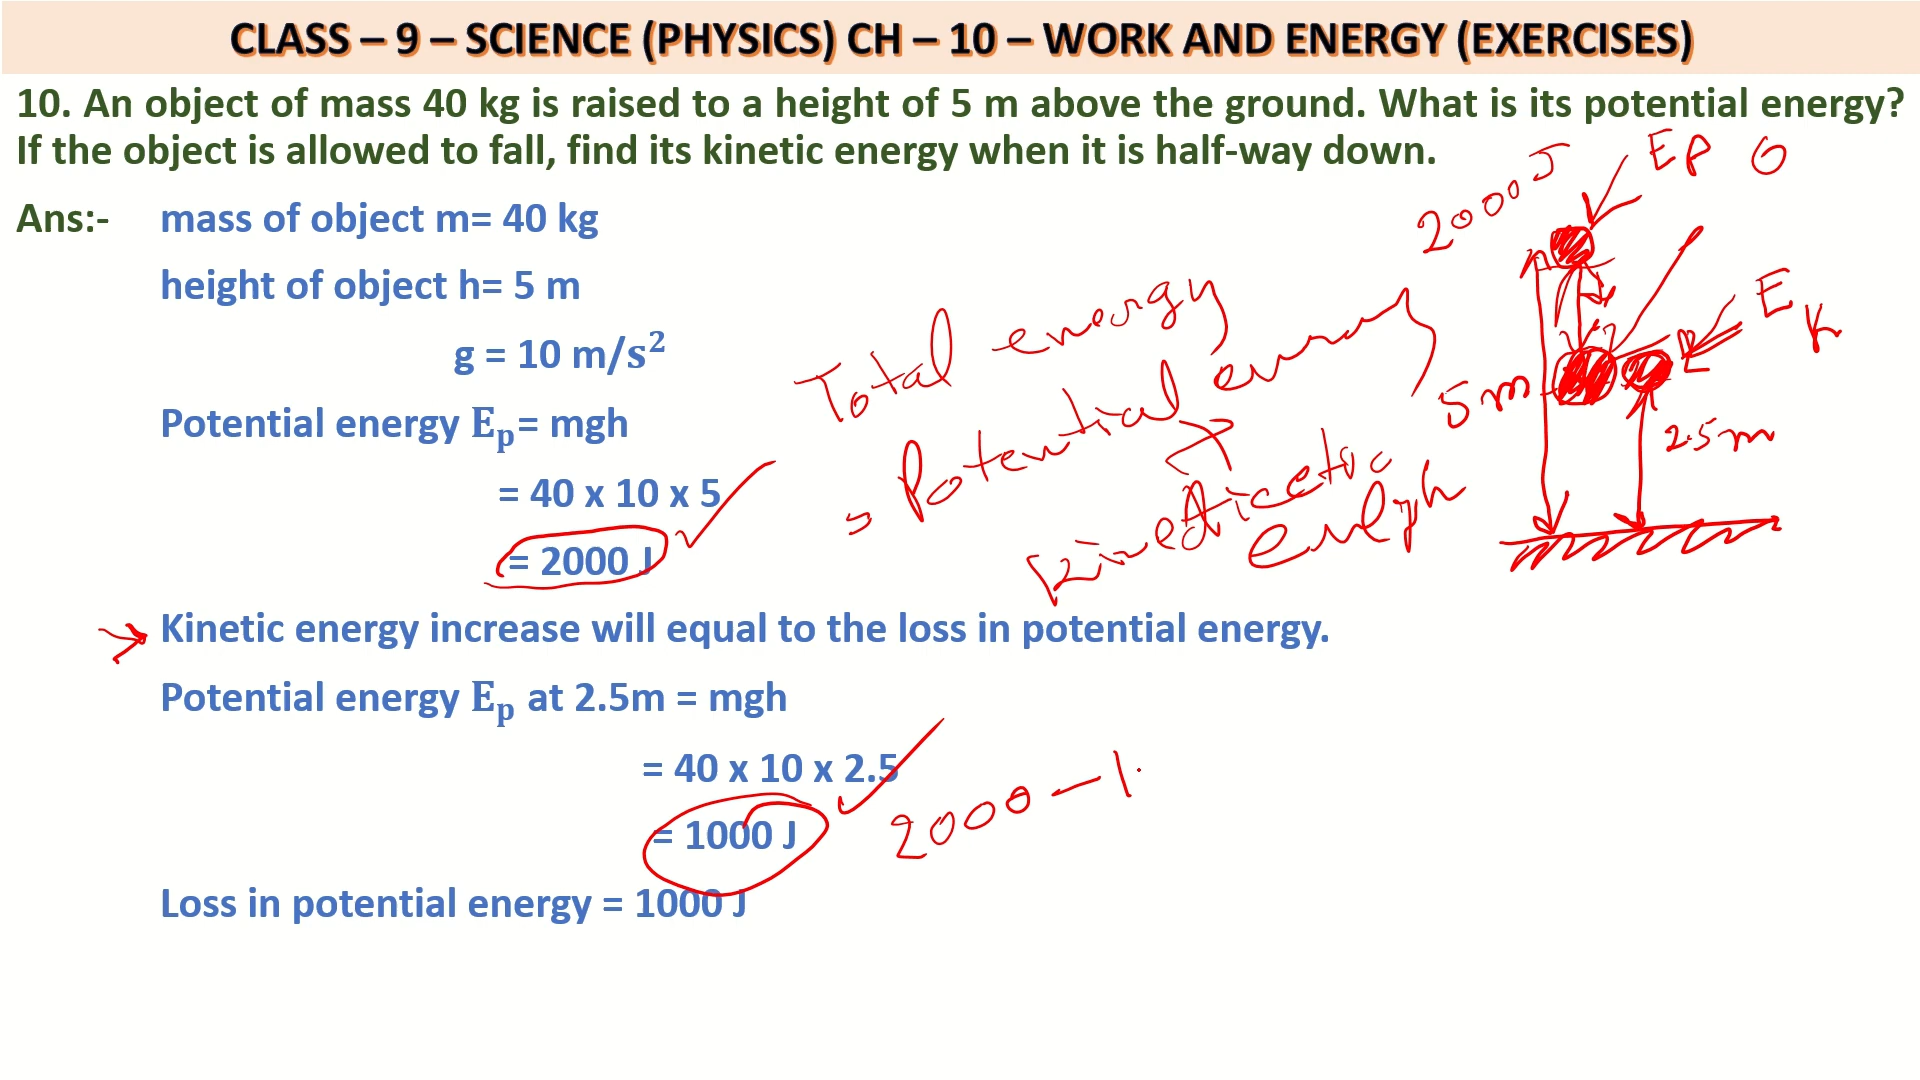 CLASS – 9 – SCIENCE (PHYSICS) CH – 10 – WORK AND ENERGY (EXERCISES)
10. An object of mass 40 kg is raised to a height of 5 m above the ground. What is its potential energy?
If the object is allowed to fall, find its kinetic energy when it is half-way down.
Ans:- mass of object m= 40 kg
height of object h= 5 m
g = 10 m/s²
Potential energy Eₚ= mgh
= 40 x 10 x 5
= 2000 J
Kinetic energy increase will equal to the loss in potential energy.
Potential energy Eₚ at 2.5m = mgh
= 40 x 10 x 2.5
= 1000 J
Loss in potential energy = 1000 J
Total energy
= Potential
2000 J
EP
5m
EK
2.5m
2000 – 1